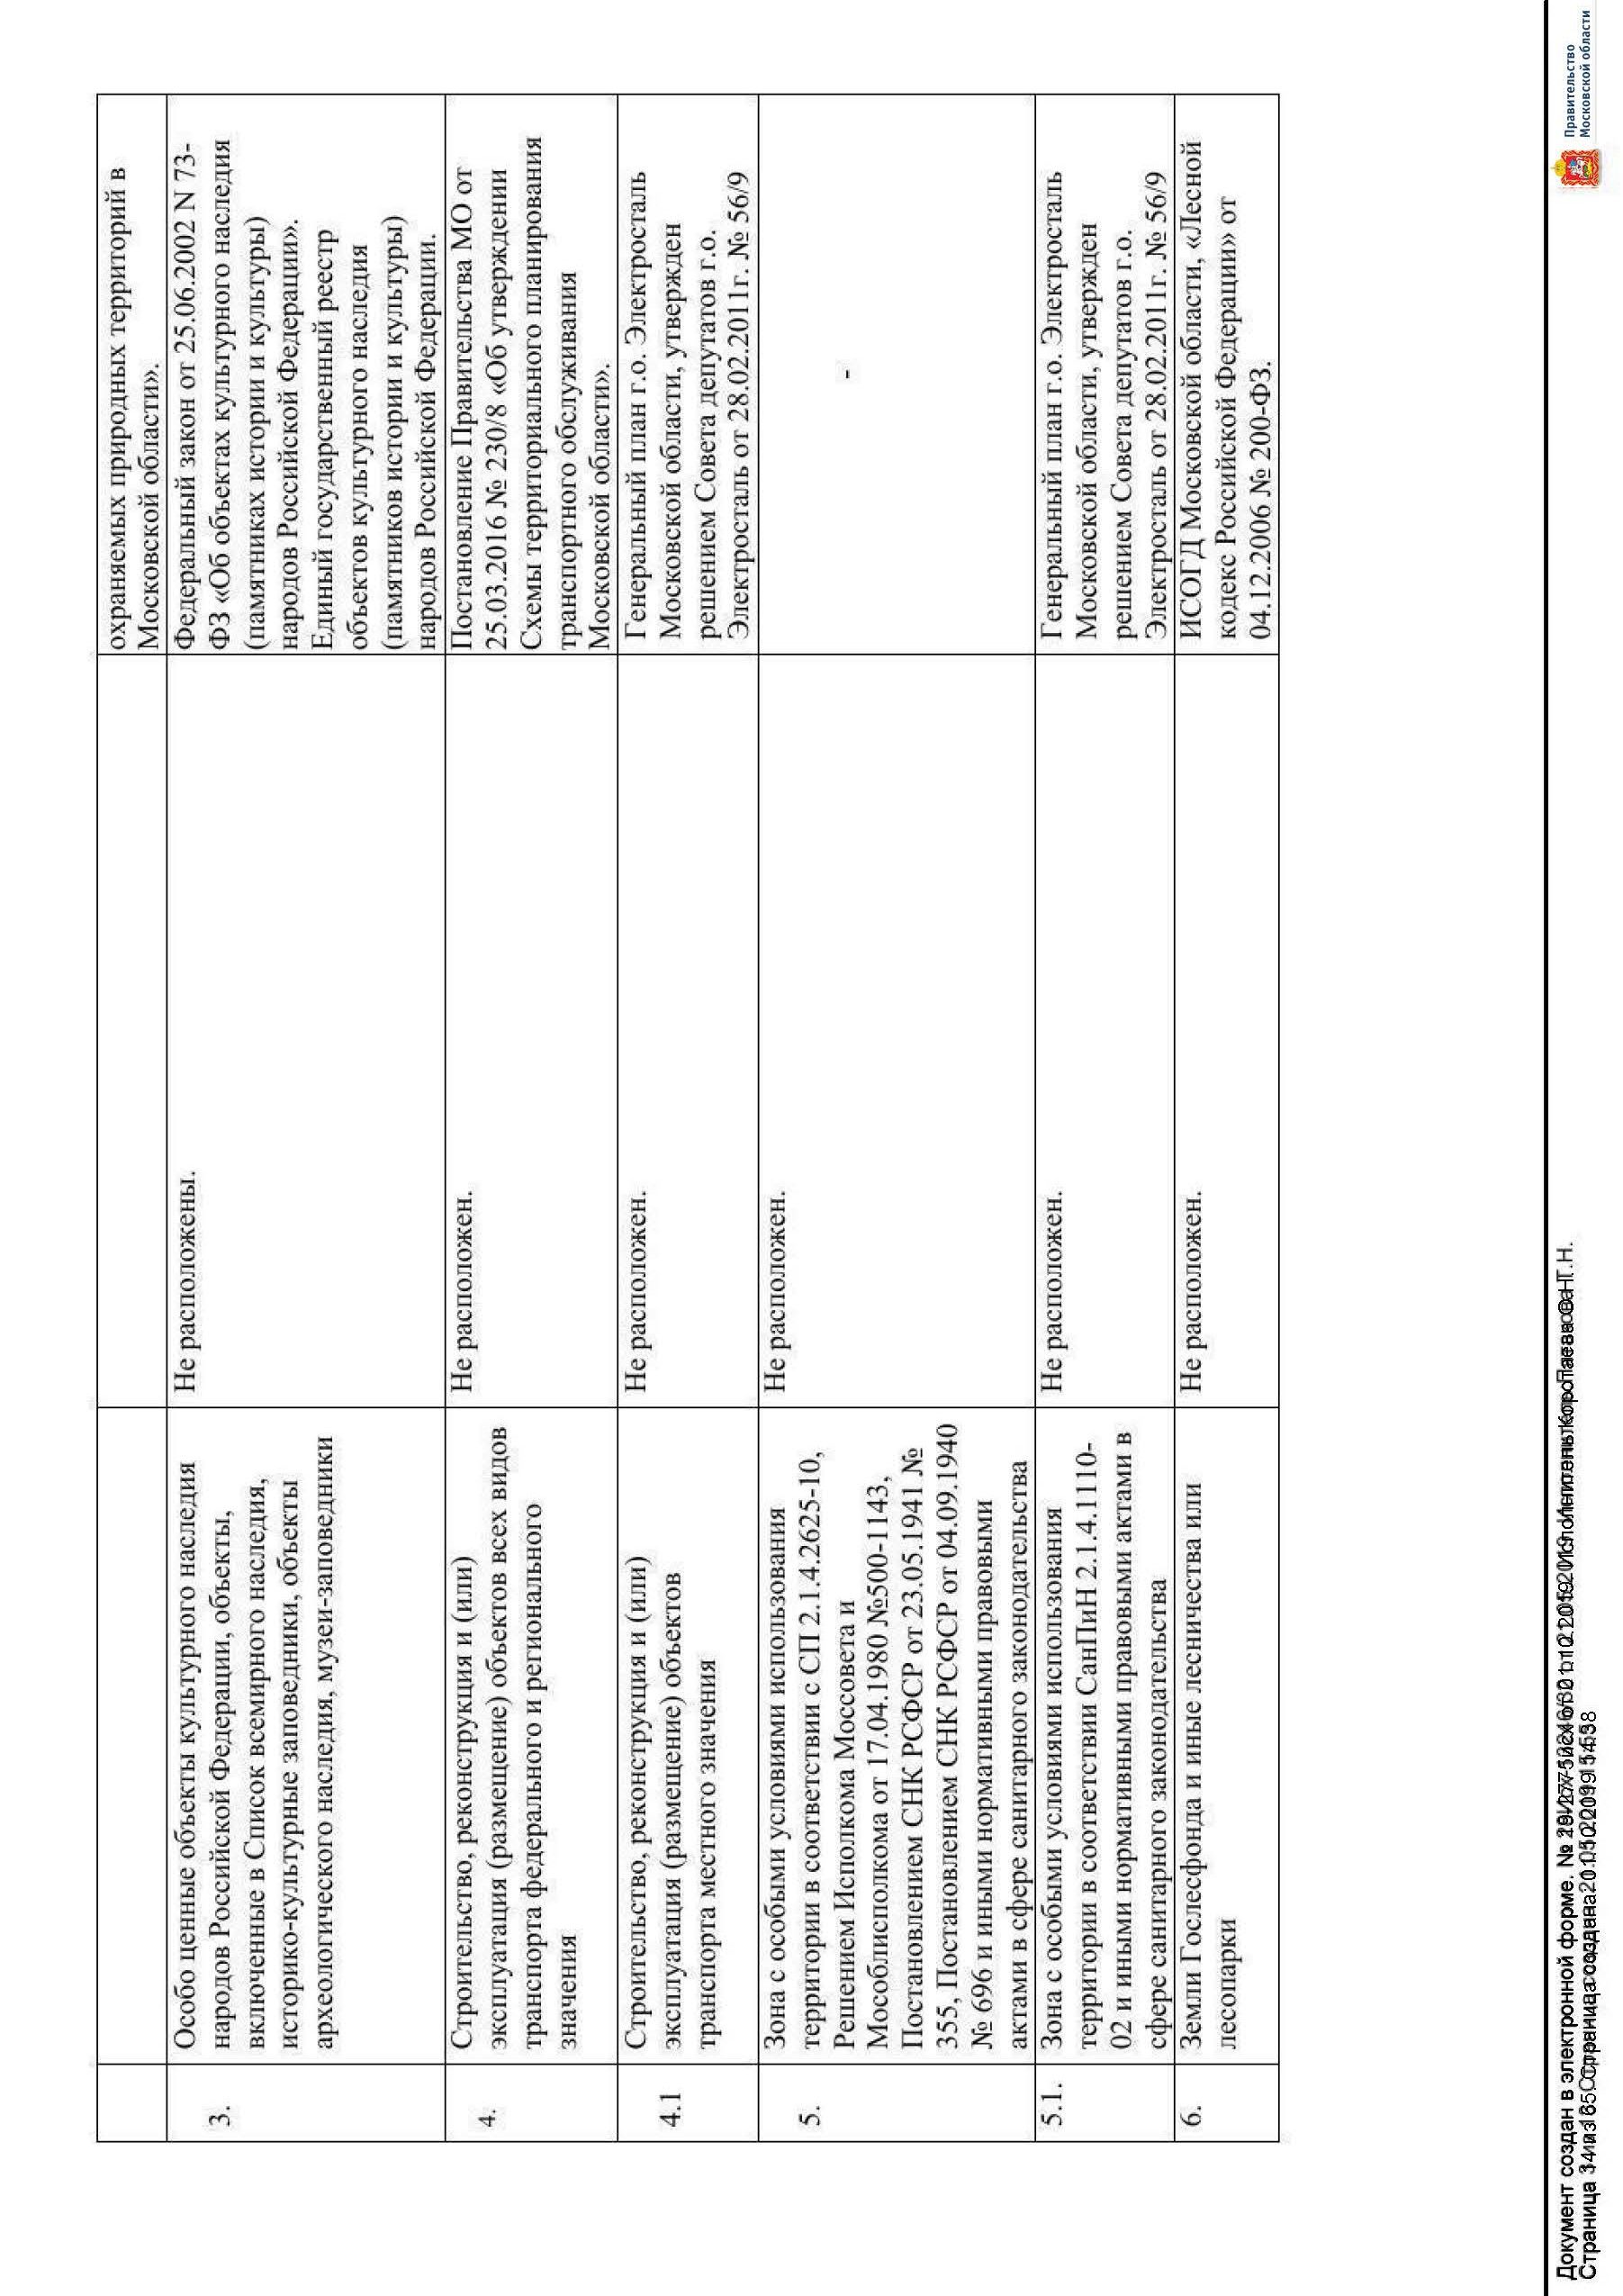 охраняемых природных территорий в
Московской области».
3.
Особо ценные объекты культурного наследия
народов Российской Федерации, объекты,
включенные в Список всемирного наследия,
историко-культурные заповедники, объекты
археологического наследия, музеи-заповедники
Не расположены.
Федеральный закон от 25.06.2002 N 73-
ФЗ «Об объектах культурного наследия
(памятниках истории и культуры)
народов Российской Федерации».
Единый государственный реестр
объектов культурного наследия
(памятников истории и культуры)
народов Российской Федерации.
4.
Строительство, реконструкция и (или)
эксплуатация (размещение) объектов всех видов
транспорта федерального и регионального
значения
Не расположен.
Постановление Правительства МО от
25.03.2016 № 230/8 «Об утверждении
Схемы территориального планирования
транспортного обслуживания
Московской области».
4.1
Строительство, реконструкция и (или)
эксплуатация (размещение) объектов
транспорта местного значения
Не расположен.
Генеральный план г.о. Электросталь
Московской области, утвержден
решением Совета депутатов г.о.
Электросталь от 28.02.2011г. № 56/9
5.
Зона с особыми условиями использования
территории в соответствии с СП 2.1.4.2625-10,
Решением Исполкома Моссовета и
Мособлисполкома от 17.04.1980 №500-1143,
Постановлением СНК РСФСР от 23.05.1941 №
355, Постановлением СНК РСФСР от 04.09.1940
№ 696 и иными нормативными правовыми
актами в сфере санитарного законодательства
Не расположен.
-
5.1.
Зона с особыми условиями использования
территории в соответствии СанПиН 2.1.4.1110-
02 и иными нормативными правовыми актами в
сфере санитарного законодательства
Не расположен.
Генеральный план г.о. Электросталь
Московской области, утвержден
решением Совета депутатов г.о.
Электросталь от 28.02.2011г. № 56/9
6.
Земли Гослесфонда и иные лесничества или
лесопарки
Не расположен.
ИСОГД Московской области, «Лесной
кодекс Российской Федерации» от
04.12.2006 № 200-ФЗ.
Документ создан в электронной форме. №
Страница
Правительство
Московской области